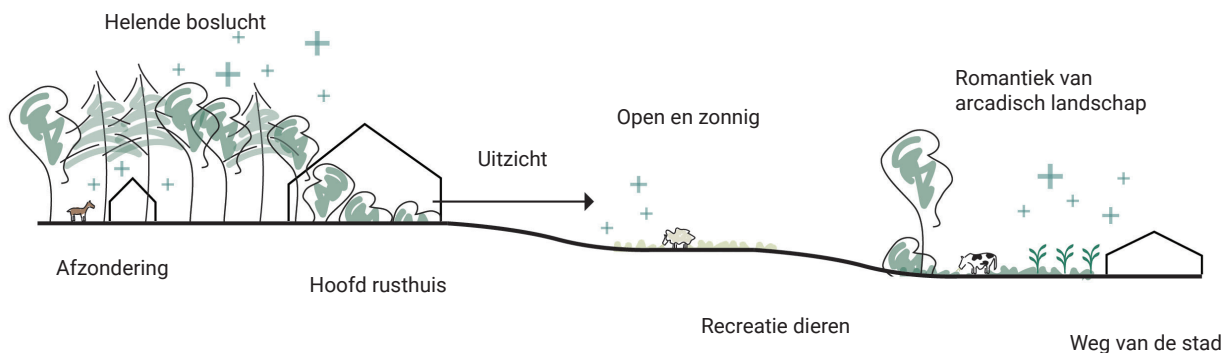 Helende boslucht
Romantiek van
arcadisch landschap
Open en zonnig
Uitzicht
Afzondering
Hoofd rusthuis
Recreatie dieren
Weg van de stad